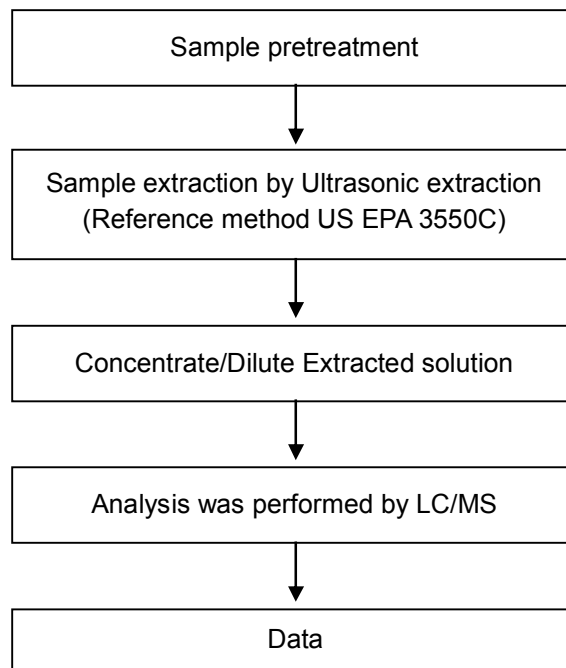 Sample pretreatment
Sample extraction by Ultrasonic extraction
(Reference method US EPA 3550C)
Concentrate/Dilute Extracted solution
Analysis was performed by LC/MS
Data